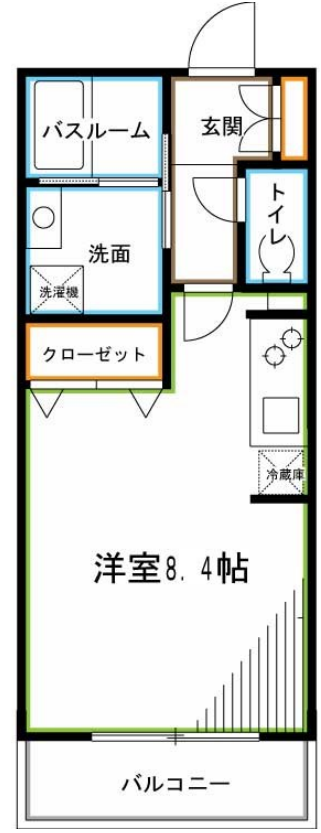 バスルーム
玄関
トイレ
洗面
洗濯機
クローゼット
冷蔵庫
洋室8.4帖
バルコニー